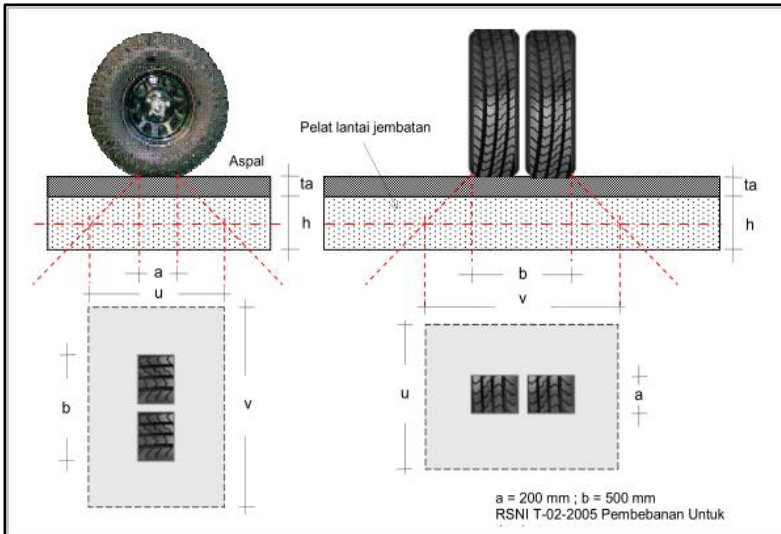 Pelat lantai jembatan
Aspal
ta
h
a
u
b
v
ta
h
b
v
u
a
a = 200 mm ; b = 500 mm
RSNI T-02-2005 Pembebanan Untuk